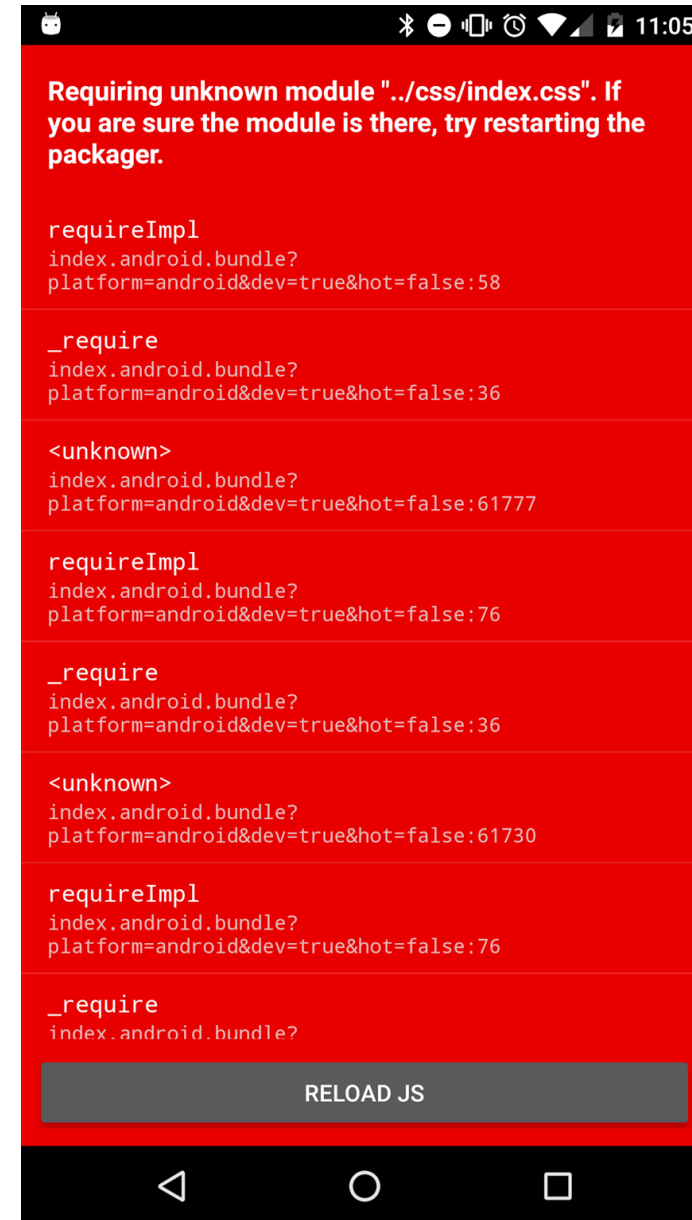 11:05
Requiring unknown module "../css/index.css". If
you are sure the module is there, try restarting the
packager.
requireImpl
index.android.bundle?
platform=android&dev=true&hot=false:58
_require
index.android.bundle?
platform=android&dev=true&hot=false:36
<unknown>
index.android.bundle?
platform=android&dev=true&hot=false:61777
requireImpl
index.android.bundle?
platform=android&dev=true&hot=false:76
_require
index.android.bundle?
platform=android&dev=true&hot=false:36
<unknown>
index.android.bundle?
platform=android&dev=true&hot=false:61730
requireImpl
index.android.bundle?
platform=android&dev=true&hot=false:76
_require
index.android.bundle?
RELOAD JS